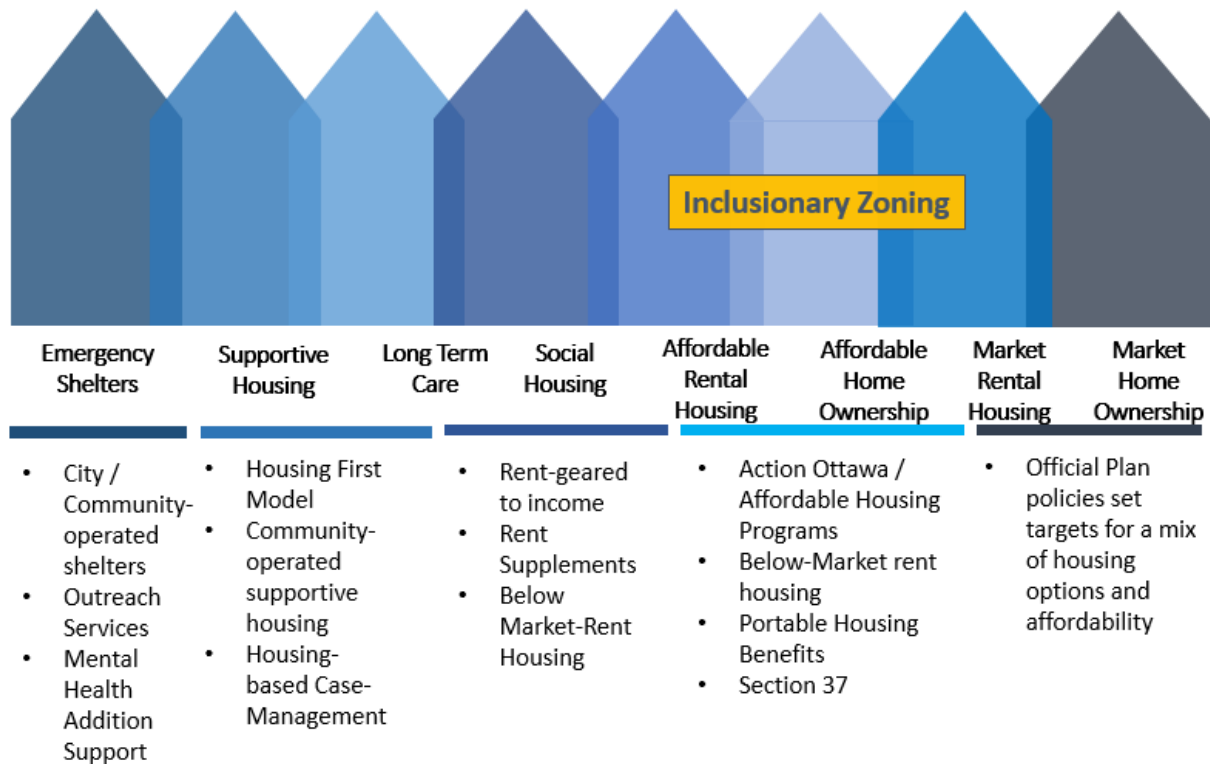 Inclusionary Zoning
Emergency
Shelters
Supportive
Housing
Long Term
Care
Social
Housing
Affordable
Rental
Housing
Affordable
Home
Ownership
Market
Rental
Housing
Market
Home
Ownership
• City /
Community-
operated
shelters
• Outreach
Services
• Mental
Health
Addition
Support
• Housing First
Model
• Community-
operated
supportive
housing
• Housing-
based Case-
Management
• Rent-geared
to income
• Rent
Supplements
• Below
Market-Rent
Housing
• Action Ottawa /
Affordable Housing
Programs
• Below-Market rent
housing
• Portable Housing
Benefits
• Section 37
• Official Plan
policies set
targets for a mix
of housing
options and
affordability